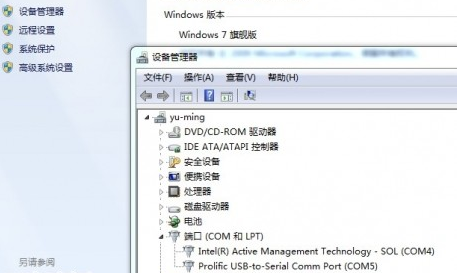 设备管理器
远程设置
系统保护
高级系统设置
另请参阅
Windows 版本
Windows 7 旗舰版
设备管理器
文件(F) 操作(A) 查看(V) 帮助(H)
yu-ming
DVD/CD-ROM 驱动器
IDE ATA/ATAPI 控制器
安全设备
便携设备
处理器
磁盘驱动器
电池
端口 (COM 和 LPT)
Intel(R) Active Management Technology - SOL (COM4)
Prolific USB-to-Serial Comm Port (COM5)